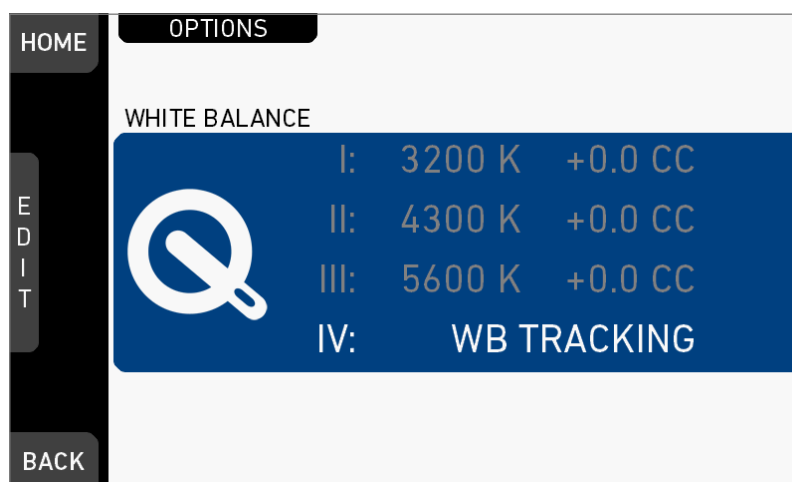 HOME
OPTIONS
WHITE BALANCE
I: 3200 K +0.0 CC
II: 4300 K +0.0 CC
III: 5600 K +0.0 CC
IV: WB TRACKING
EDIT
BACK